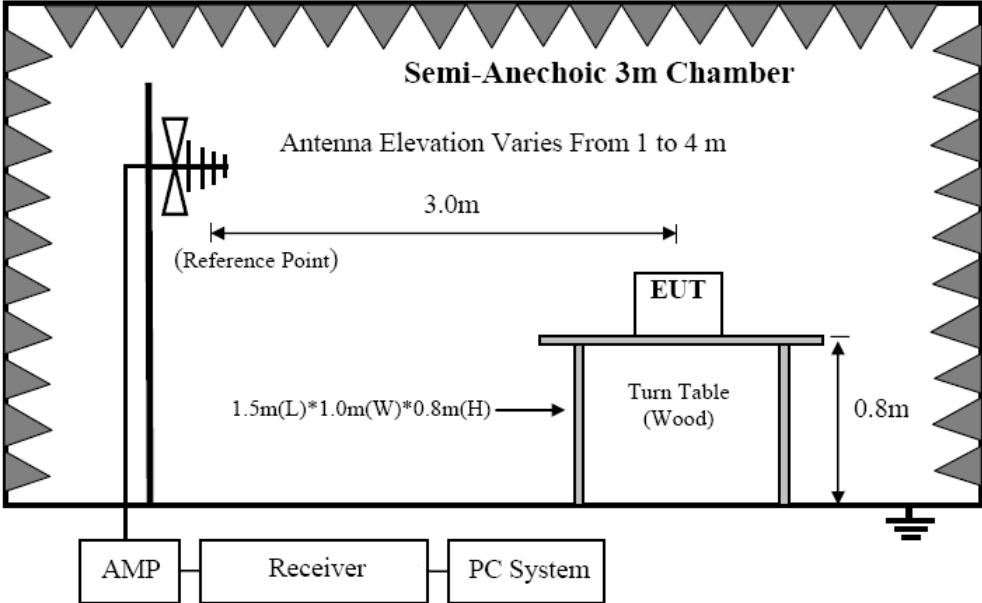 Semi-Anechoic 3m Chamber
Antenna Elevation Varies From 1 to 4 m
3.0m
(Reference Point)
EUT
1.5m(L)*1.0m(W)*0.8m(H)
Turn Table
(Wood)
0.8m
AMP
Receiver
PC System